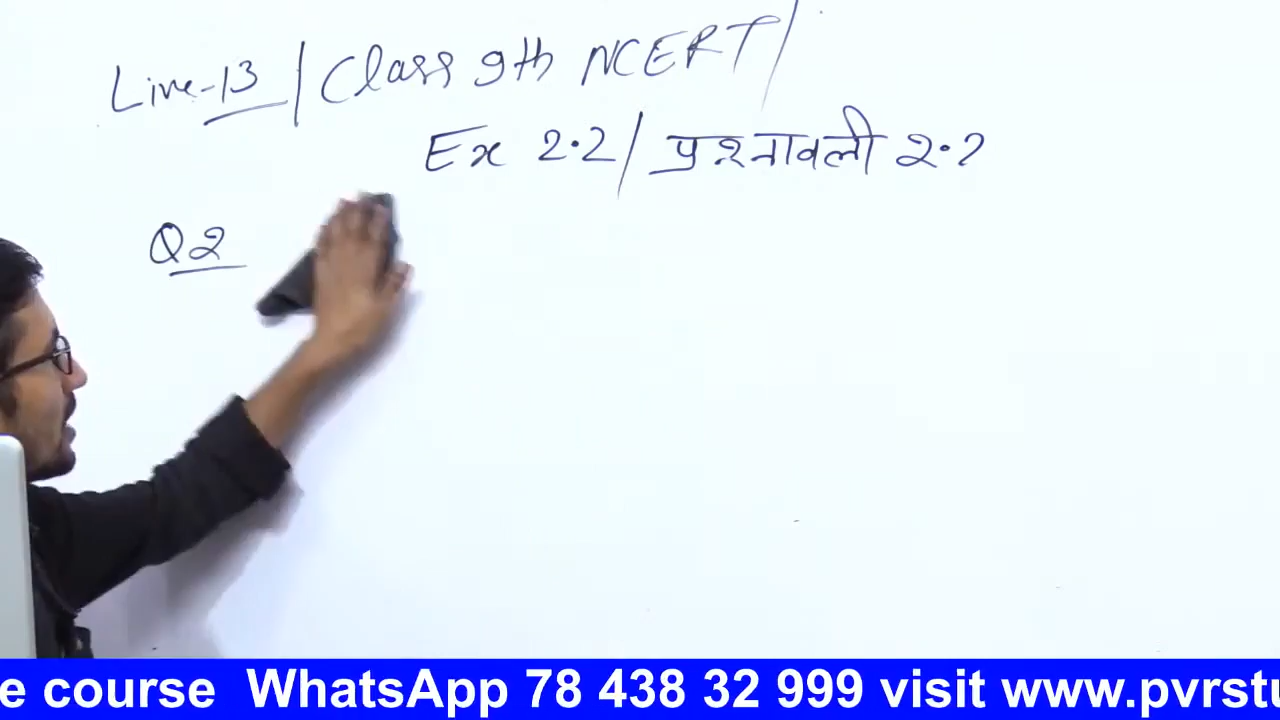 Live-13 / Class 9th NCERT /
Ex 2.2 / प्रश्नावली 2.2
Q2
e course WhatsApp 78 438 32 999 visit www.pvrstu